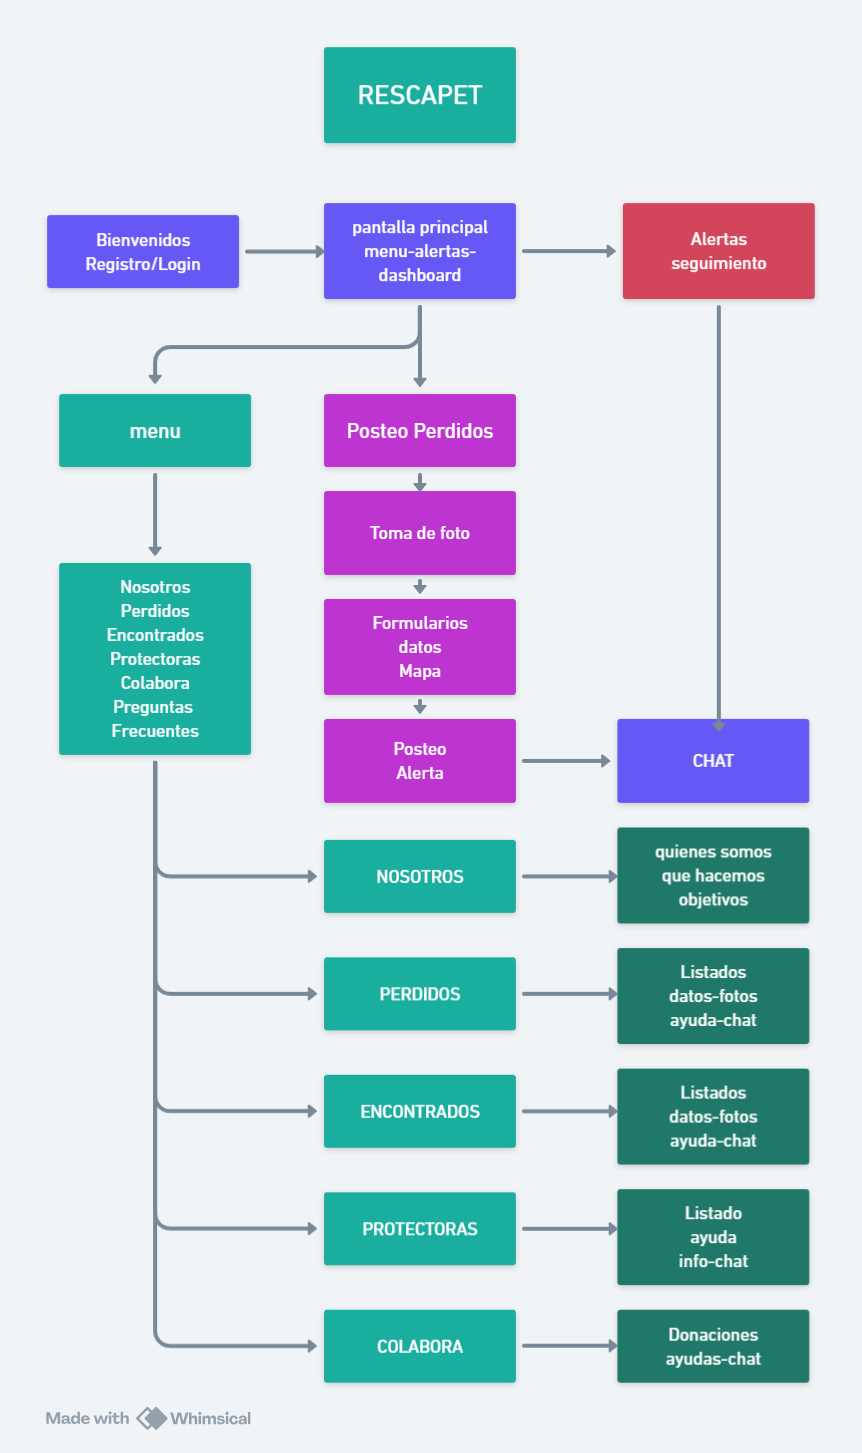 RESCAPET
Bienvenidos
Registro/Login
pantalla principal
menu-alertas-
dashboard
Alertas
seguimiento
menu
Posteo Perdidos
Toma de foto
Nosotros
Perdidos
Encontrados
Protectoras
Colabora
Preguntas
Frecuentes
Formularios
datos
Mapa
Posteo
Alerta
CHAT
NOSOTROS
quienes somos
que hacemos
objetivos
PERDIDOS
Listados
datos-fotos
ayuda-chat
ENCONTRADOS
Listados
datos-fotos
ayuda-chat
PROTECTORAS
Listado
ayuda
info-chat
COLABORA
Donaciones
ayudas-chat
Made with Whimsical